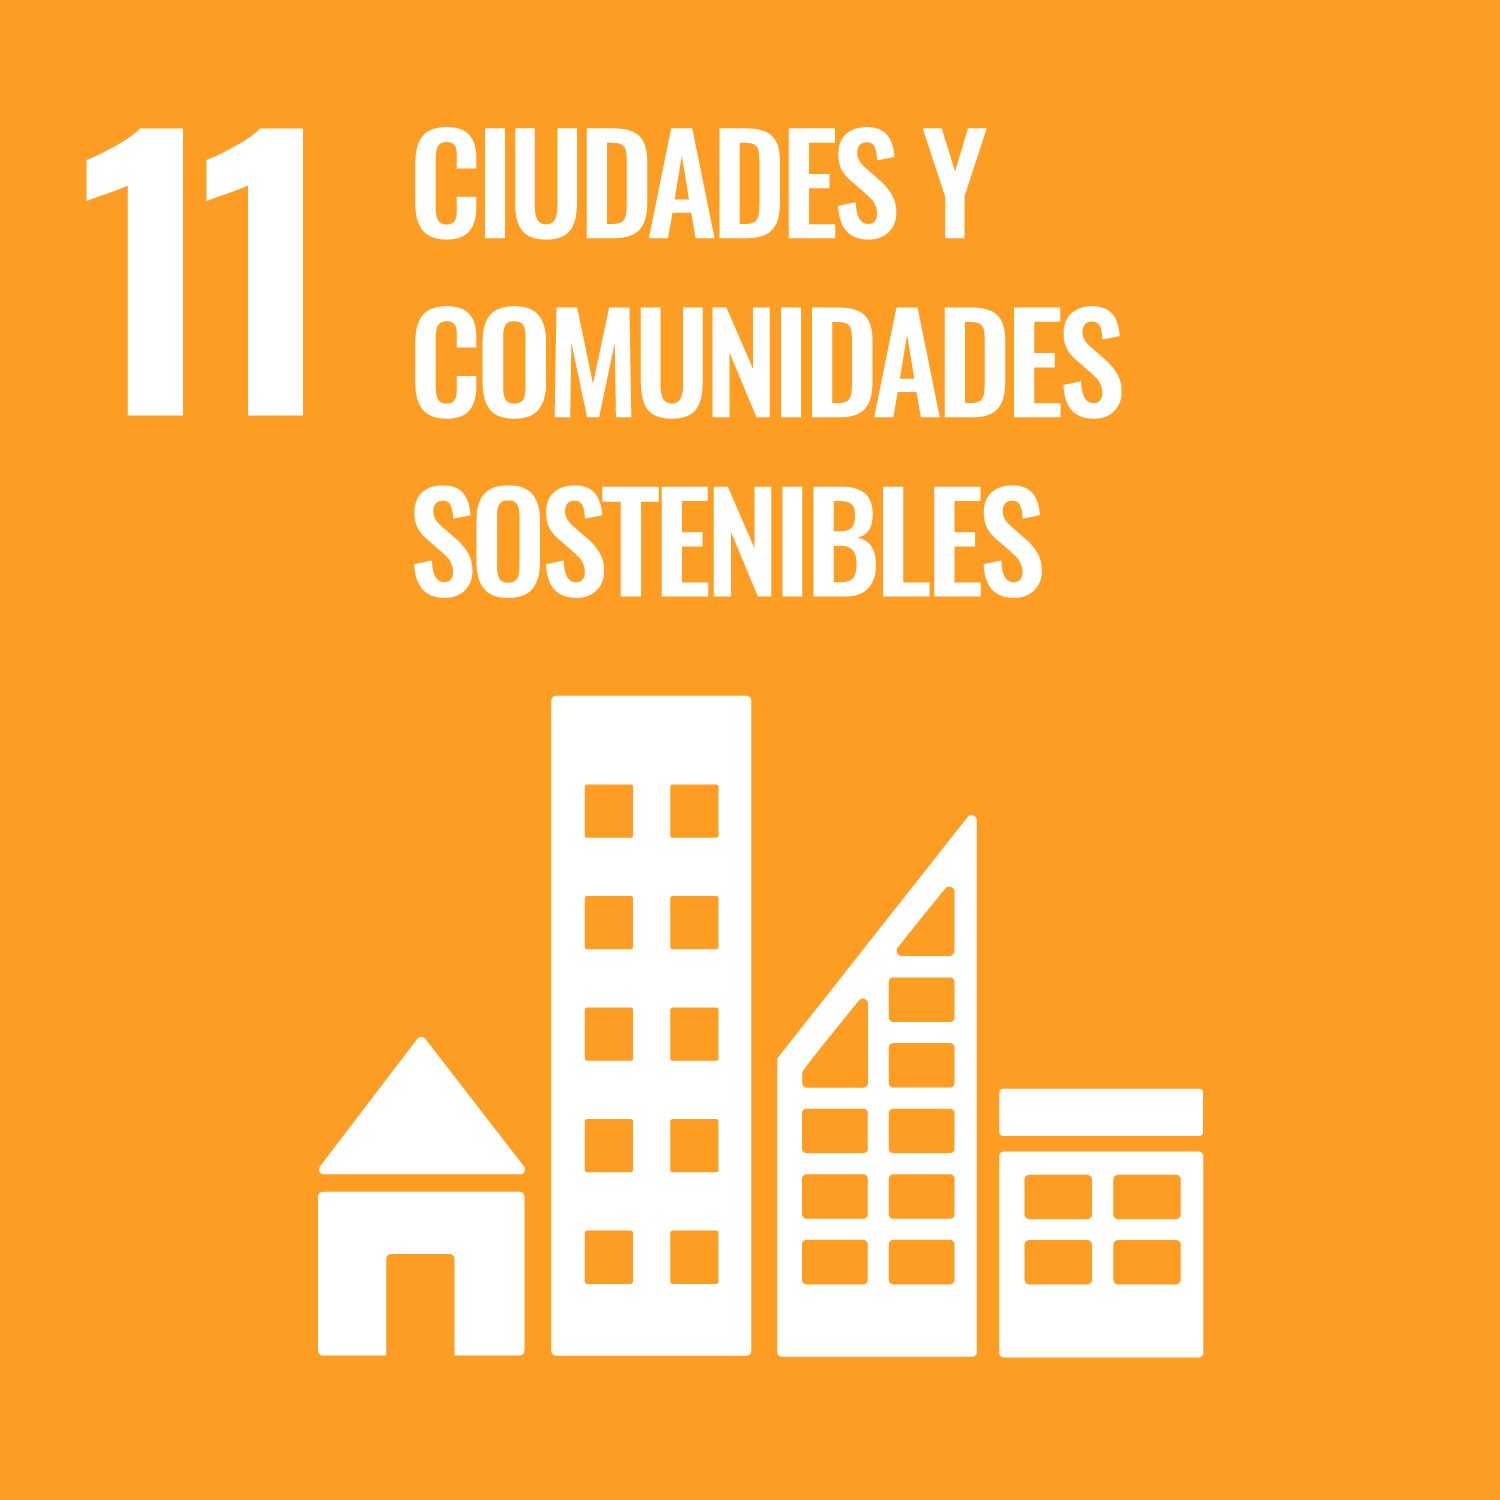 11
CIUDADES Y
COMUNIDADES
SOSTENIBLES